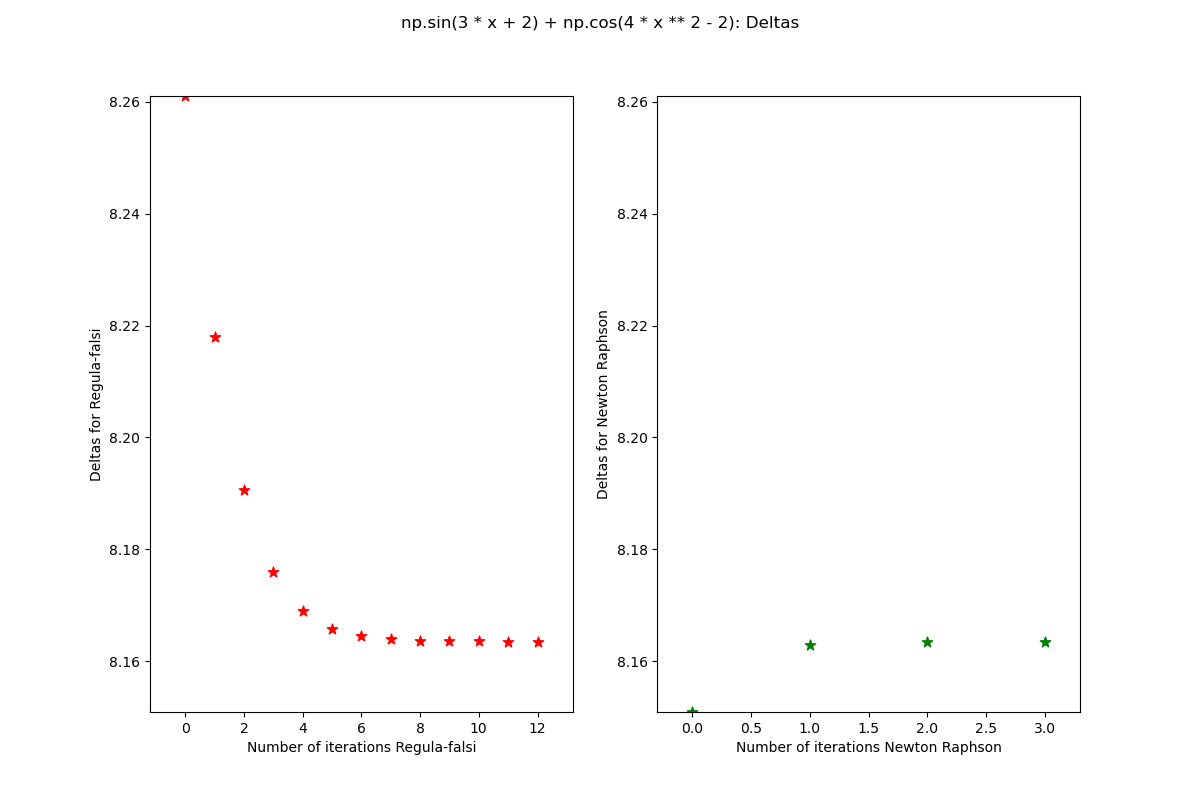 np.sin(3 * x + 2) + np.cos(4 * x ** 2 - 2): Deltas
8.26
8.24
8.22
8.20
8.18
8.16
Deltas for Regula-falsi
0 2 4 6 8 10 12
Number of iterations Regula-falsi
8.26
8.24
8.22
8.20
8.18
8.16
Deltas for Newton Raphson
0.0 0.5 1.0 1.5 2.0 2.5 3.0
Number of iterations Newton Raphson